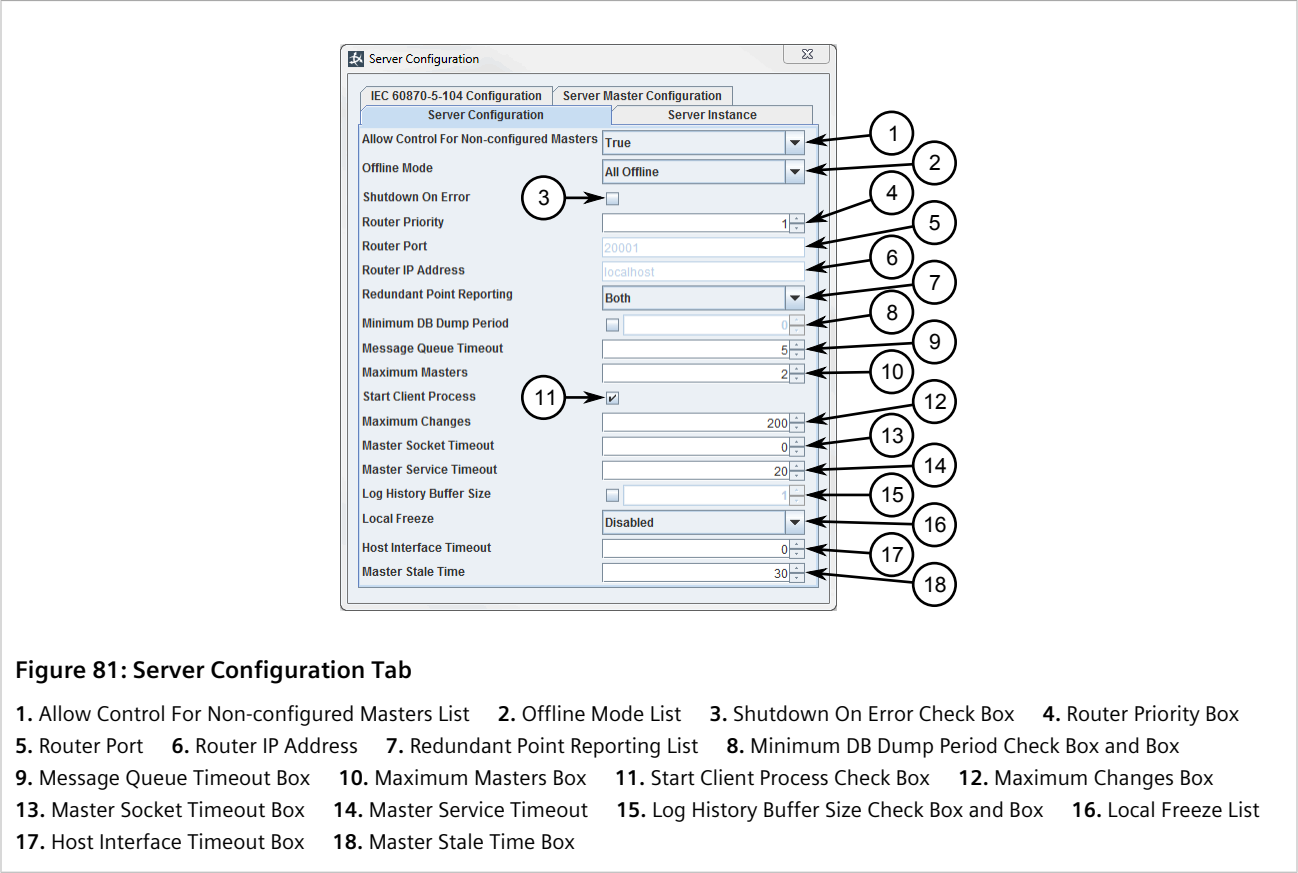 Server Configuration
IEC 60870-5-104 Configuration Server Master Configuration
Server Configuration Server Instance
Allow Control For Non-configured Masters True 1
Offline Mode All Offline 2
Shutdown On Error 3
Router Priority 1 4
Router Port 20001 5
Router IP Address localhost 6
Redundant Point Reporting Both 7
Minimum DB Dump Period 0 8
Message Queue Timeout 5 9
Maximum Masters 2 10
Start Client Process 11
Maximum Changes 200 12
Master Socket Timeout 0 13
Master Service Timeout 20 14
Log History Buffer Size 1 15
Local Freeze Disabled 16
Host Interface Timeout 0 17
Master Stale Time 30 18
Figure 81: Server Configuration Tab
1. Allow Control For Non-configured Masters List 2. Offline Mode List 3. Shutdown On Error Check Box 4. Router Priority Box
5. Router Port 6. Router IP Address 7. Redundant Point Reporting List 8. Minimum DB Dump Period Check Box and Box
9. Message Queue Timeout Box 10. Maximum Masters Box 11. Start Client Process Check Box 12. Maximum Changes Box
13. Master Socket Timeout Box 14. Master Service Timeout 15. Log History Buffer Size Check Box and Box 16. Local Freeze List
17. Host Interface Timeout Box 18. Master Stale Time Box